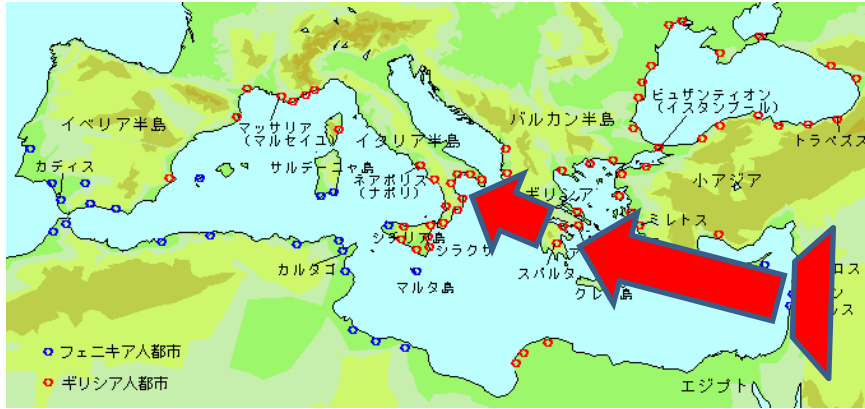 イベリア半島
カディス
マッサリア
(マルセイユ)
イタリア半島
サルデーニャ島
ネアポリス
(ナポリ)
バルカン半島
ビュザンティオン
(イスタンブール)
トラペズス
小アジア
ギリシア
ミレトス
シチリア島
シラクサ
スパルタ
クレタ島
カルタゴ
マルタ島
エジプト
フェニキア人都市
ギリシア人都市